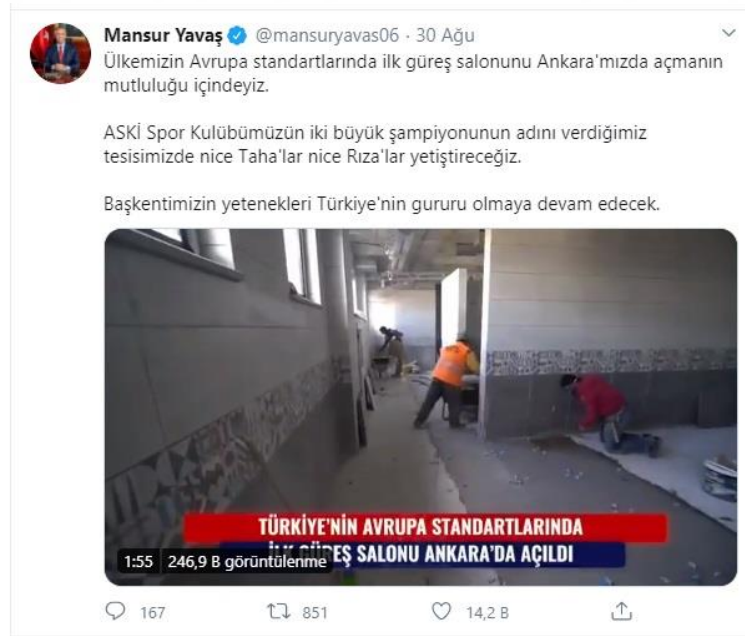 Mansur Yavaş @mansuryavas06 · 30 Ağu
Ülkemizin Avrupa standartlarında ilk güreş salonunu Ankara'mızda açmanın
mutluluğu içindeyiz.
ASKİ Spor Kulübümüzün iki büyük şampiyonunun adını verdiğimiz
tesisimizde nice Taha'lar nice Rıza'lar yetiştireceğiz.
Başkentimizin yetenekleri Türkiye'nin gururu olmaya devam edecek.
TÜRKİYE'NİN AVRUPA STANDARTLARINDA
İLK GÜREŞ SALONU ANKARA'DA AÇILDI
1:55 246,9 B görüntülenme
167 851 14,2 B